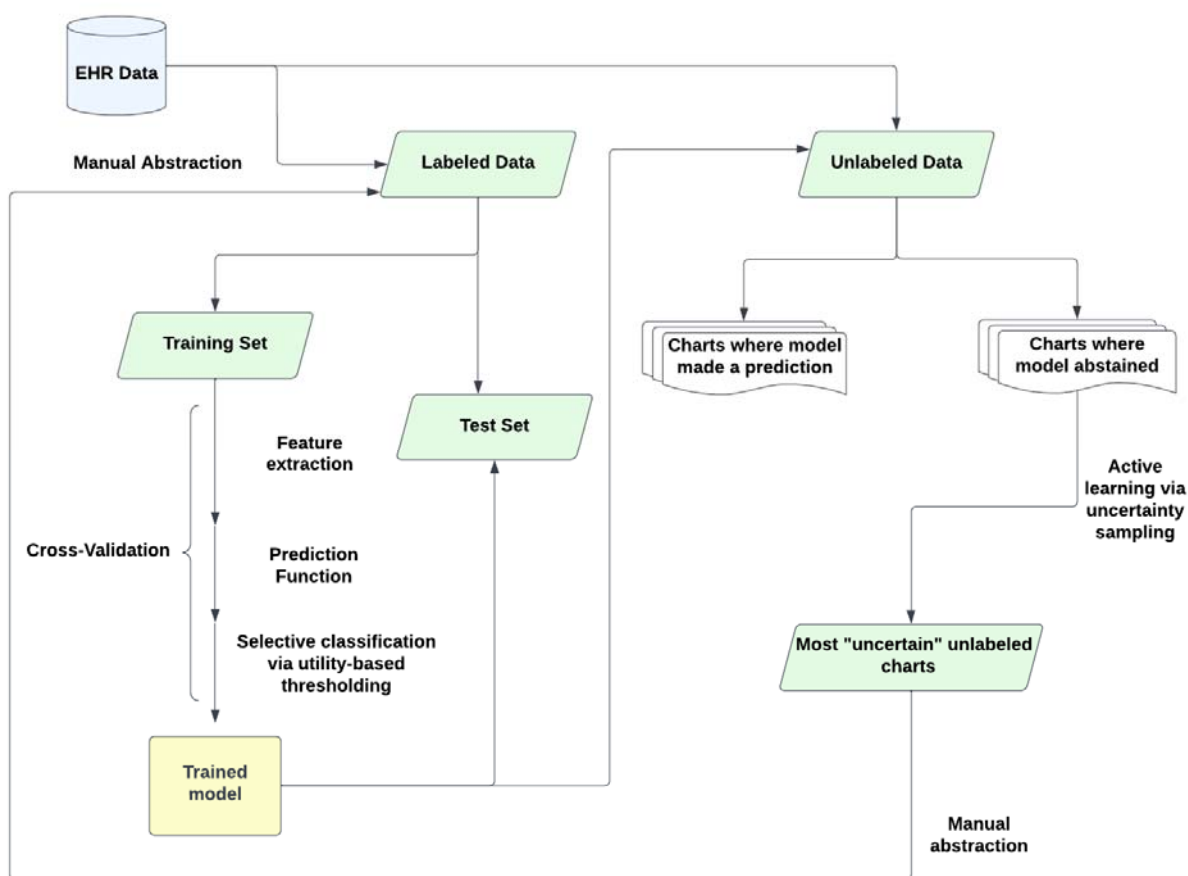 EHR Data
Manual Abstraction
Labeled Data
Unlabeled Data
Training Set
Test Set
Charts where model
made a prediction
Charts where
model abstained
Feature
extraction
Cross-Validation
Prediction
Function
Selective classification
via utility-based
thresholding
Trained
model
Active
learning via
uncertainty
sampling
Most "uncertain" unlabeled
charts
Manual
abstraction